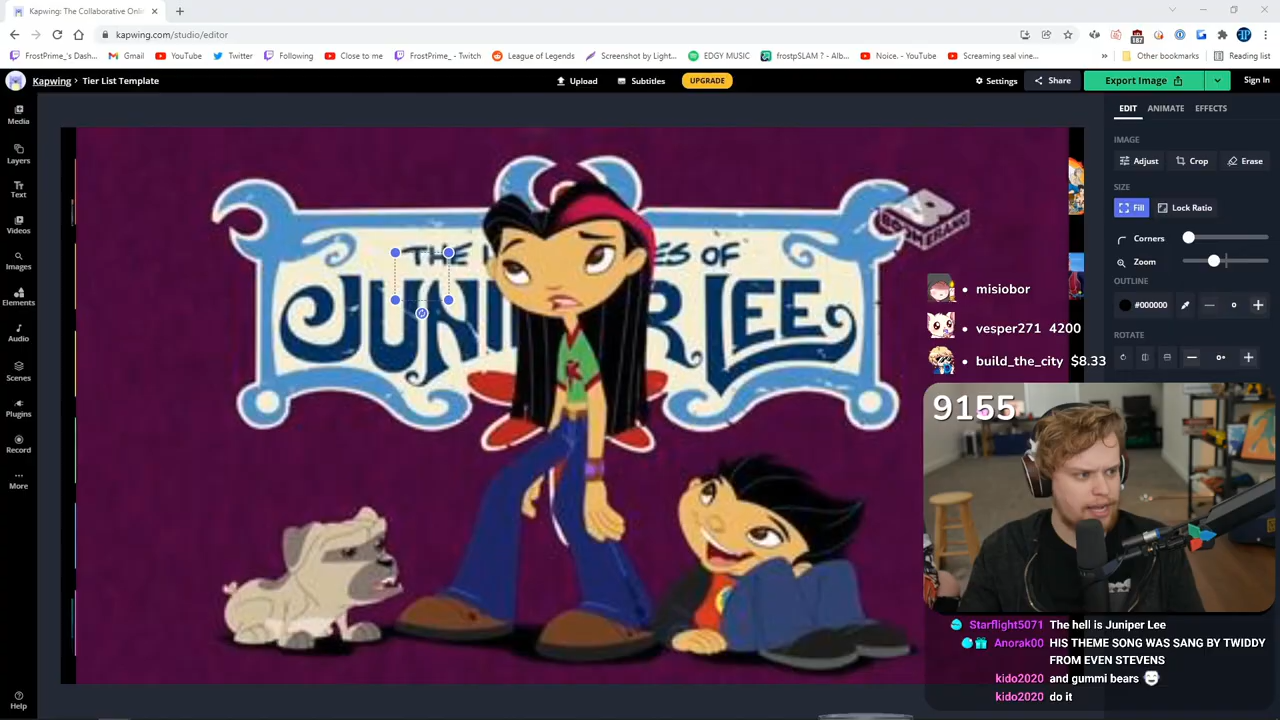 Kapwing: The Collaborative Onli
kapwing.com/studio/editor
187
FrostPrime_'s Dash...
Gmail
YouTube
Twitter
Following
Close to me
FrostPrime_ - Twitch
League of Legends
Screenshot by Light...
EDGY MUSIC
frostpSLAM ? - Alb...
Noice. - YouTube
Screaming seal vine...
Other bookmarks
Reading list
Kapwing › Tier List Template
Upload
Subtitles
UPGRADE
Settings
Share
Export Image
Sign In
Media
Layers
Text
Videos
Images
Elements
Audio
Scenes
Plugins
Record
More
Help
EDIT
ANIMATE
EFFECTS
IMAGE
Adjust
Crop
Erase
SIZE
Fill
Lock Ratio
Corners
Zoom
OUTLINE
#000000
0
ROTATE
0°
BOOMERANG
THE
ES OF
JUNI
R LEE
• misiobor
• vesper271 4200
• build_the_city $8.33
9155
Starflight5071 The hell is Juniper Lee
Anorak00 HIS THEME SONG WAS SANG BY TWIDDY
FROM EVEN STEVENS
kido2020 and gummi bears
kido2020 do it